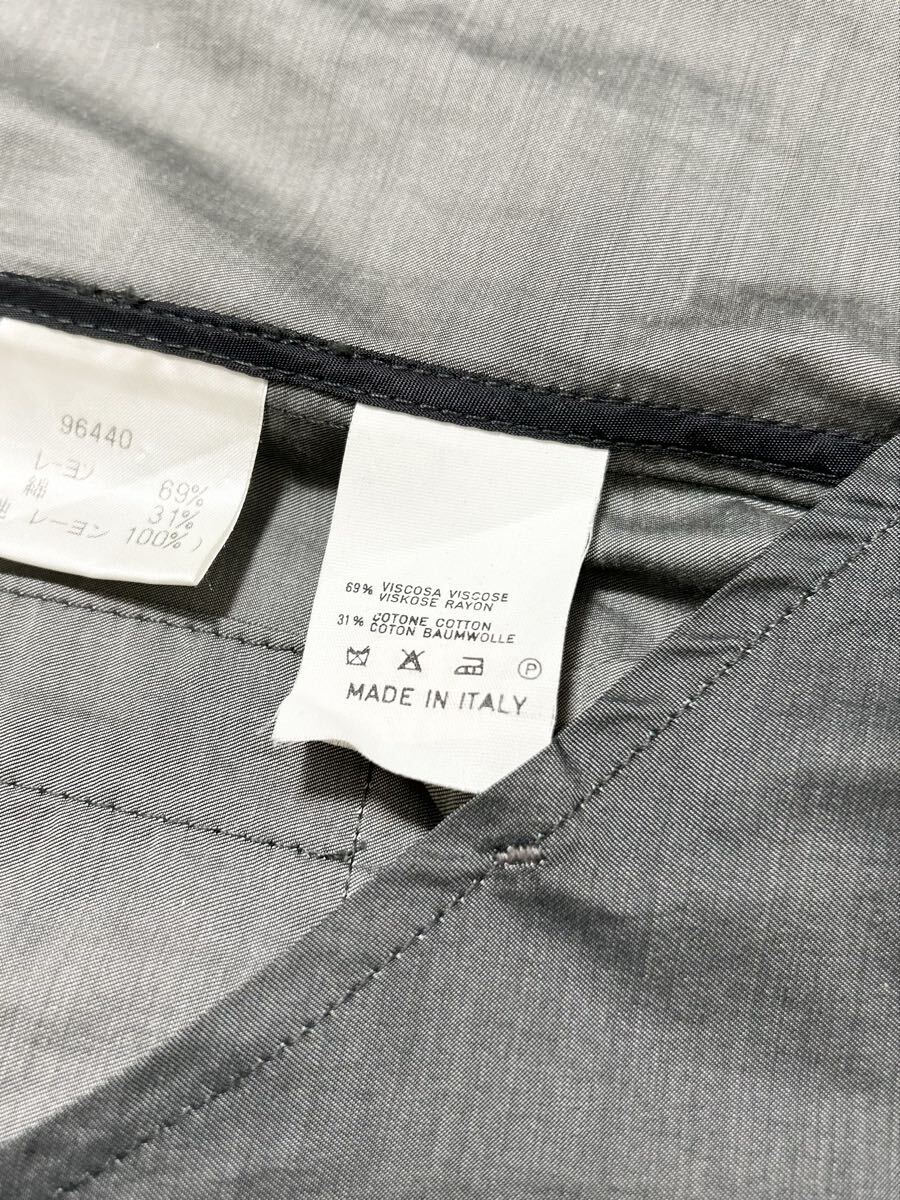 96440
レーヨン
綿
69%
31%
レーヨン 100%)
69% VISCOSA VISCOSE
VISKOSE RAYON
31% COTONE COTTON
COTON BAUMWOLLE
P
MADE IN ITALY